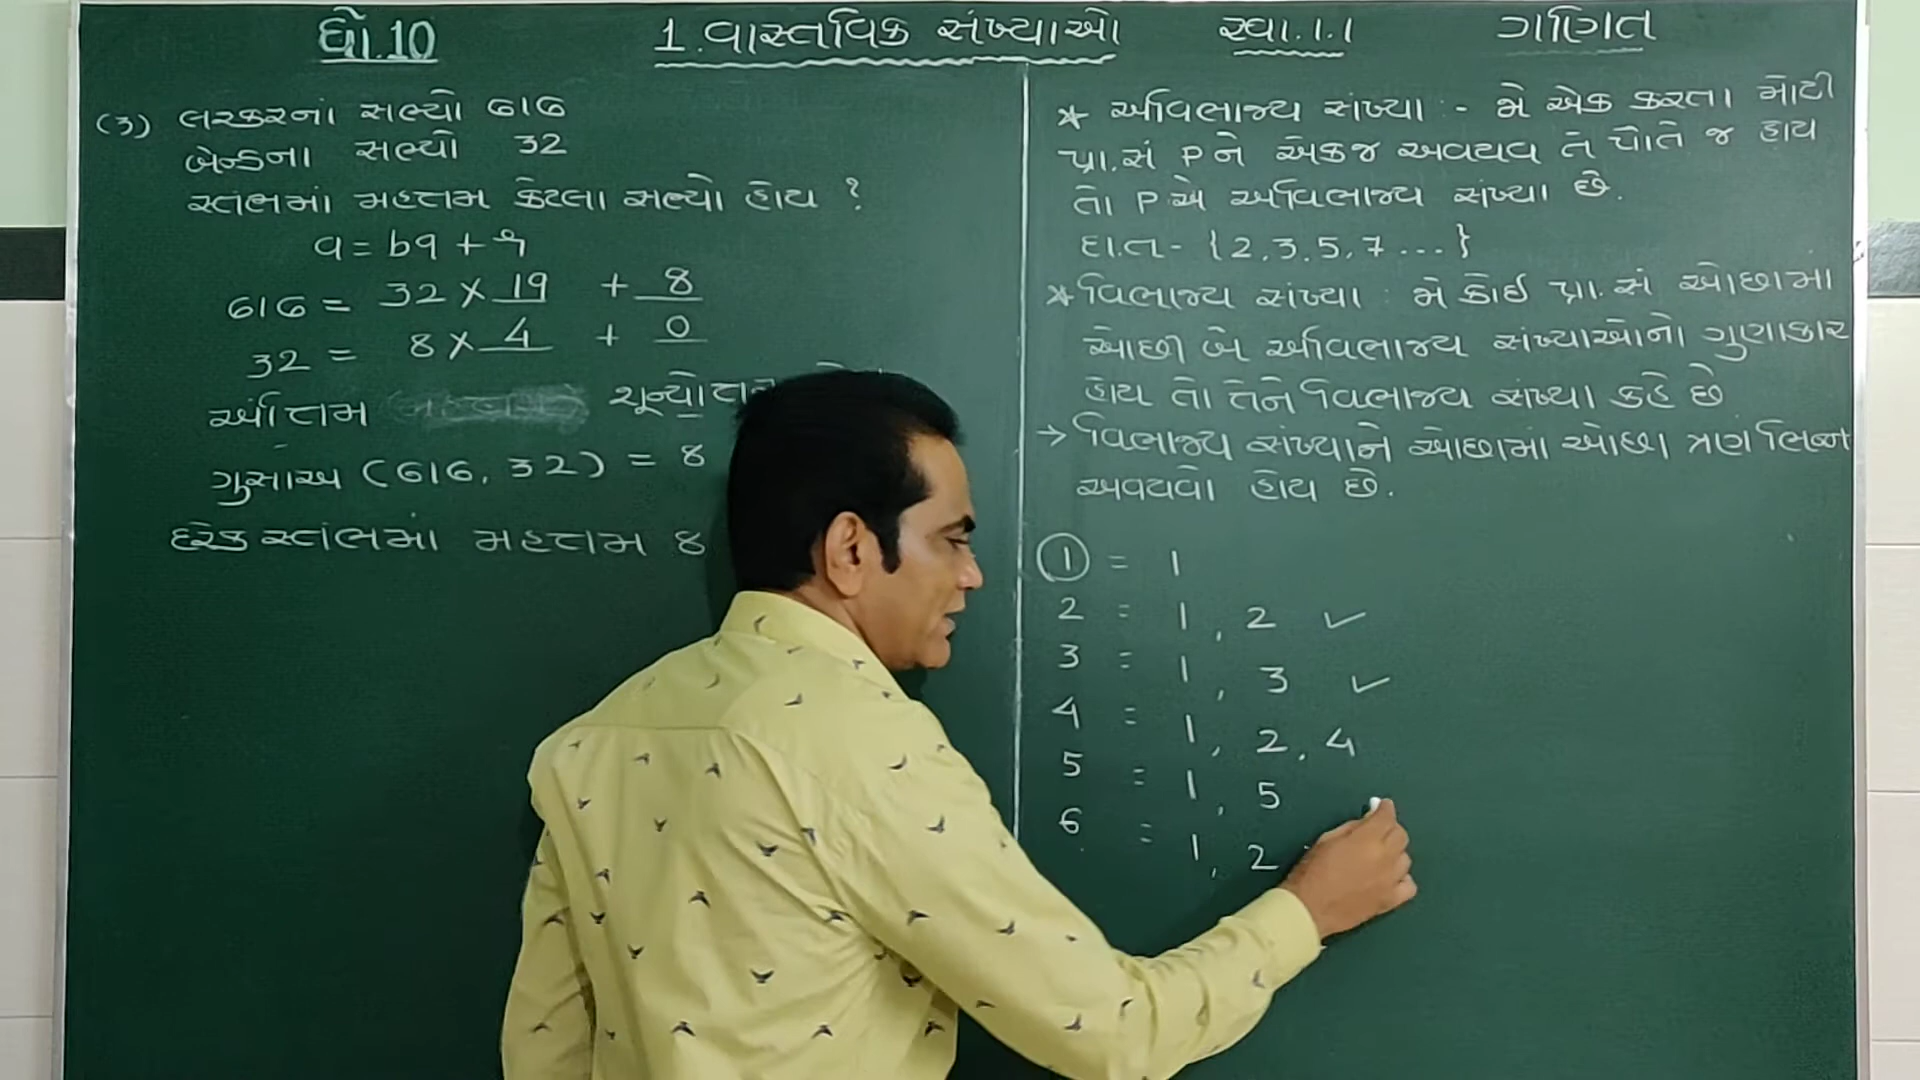 ધો.10
1. વાસ્તવિક સંખ્યાઓ
સ્વા.1.1
ગણિત
(3) લશ્કરનાં સભ્યો 616
બેન્ડના સભ્યો 32
સ્તંભમાં મહત્તમ કેટલા સભ્યો હોય ?
a = bq + r
616 = 32 × 19 + 8
32 = 8 × 4 + 0
અંતિમ શૂન્યેતર
ગુસાઅ (616, 32) = 8
દરેક સ્તંભમાં મહત્તમ 8
* અવિભાજ્ય સંખ્યા :- જે એક કરતા મોટી
પ્રા.સં P ને એકજ અવયવ તે પોતે જ હોય
તો P એ અવિભાજ્ય સંખ્યા છે.
દા.ત - {2,3,5,7...}
* વિભાજ્ય સંખ્યા : જે કોઈ પ્રા.સં ઓછામાં
ઓછી બે અવિભાજ્ય સંખ્યાઓનો ગુણાકાર
હોય તો તેને વિભાજ્ય સંખ્યા કહે છે
→ વિભાજ્ય સંખ્યાને ઓછામાં ઓછા ત્રણ ભિન્ન
અવયવો હોય છે.
1 = 1
2 = 1, 2 ✓
3 = 1, 3 ✓
4 = 1, 2, 4
5 = 1, 5
6 = 1, 2